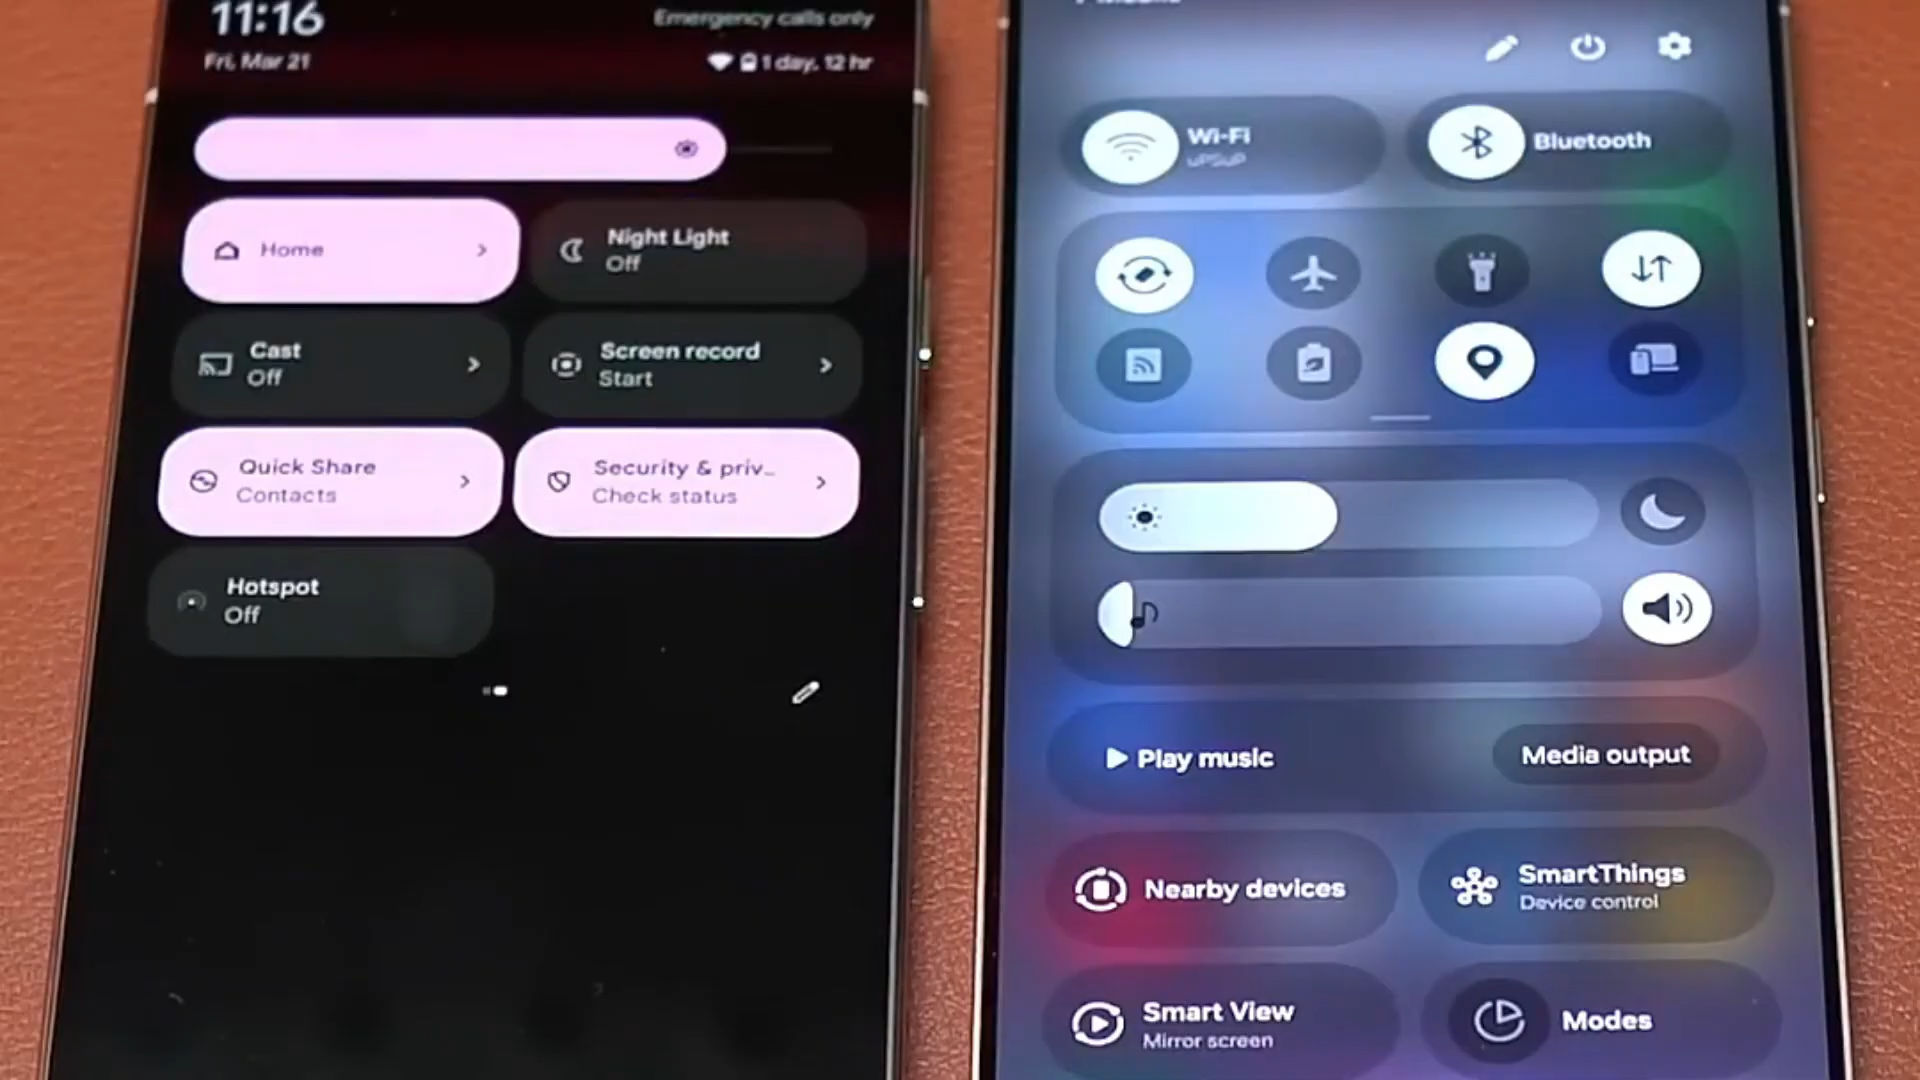 11:16
Emergency calls only
Fri, Mar 21
1 day, 12 hr
Home
Night Light
Off
Cast
Off
Screen record
Start
Quick Share
Contacts
Security & priv...
Check status
Hotspot
Off
Wi-Fi
Bluetooth
Play music
Media output
Nearby devices
SmartThings
Device control
Smart View
Mirror screen
Modes